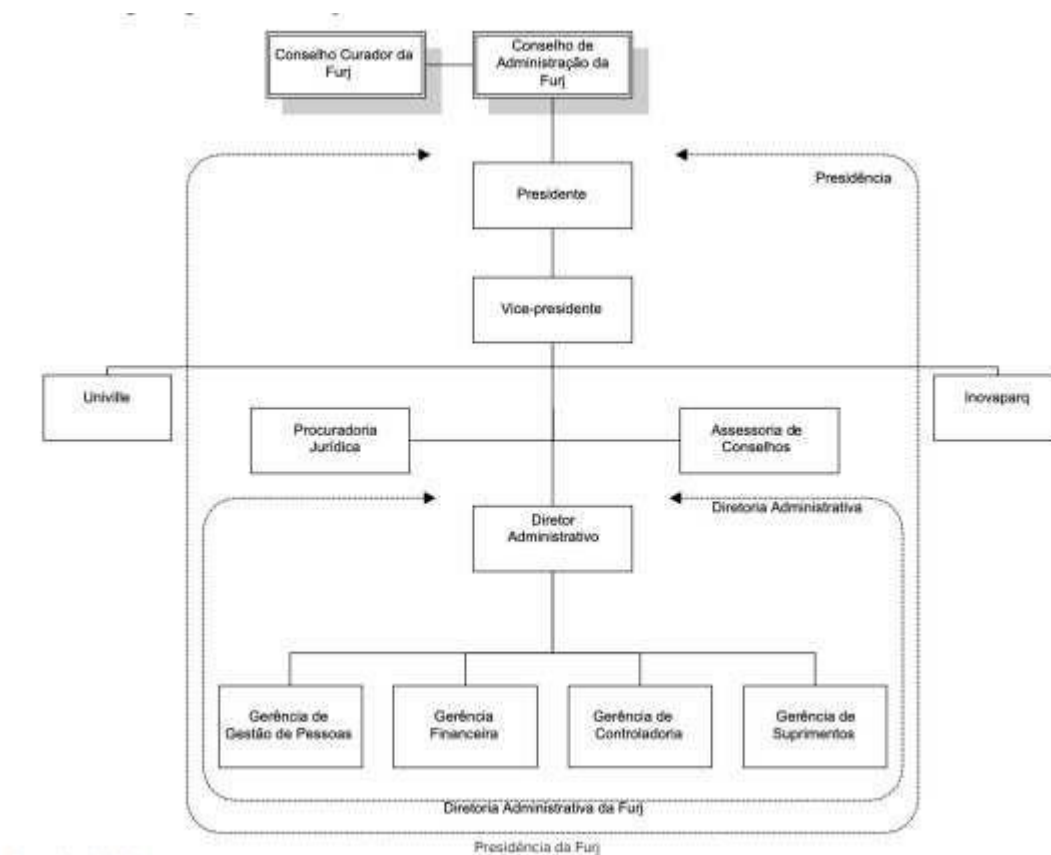 Conselho Curador da
Furj
Conselho de
Administração da
Furj
Presidência
Presidente
Vice-presidente
Univille
Inovaparq
Procuradoria
Jurídica
Assessoria de
Conselhos
Diretoria Administrativa
Diretor
Administrativo
Gerência de
Gestão de Pessoas
Gerência
Financeira
Gerência de
Controladoria
Gerência de
Suprimentos
Diretoria Administrativa da Furj
Presidência da Furj